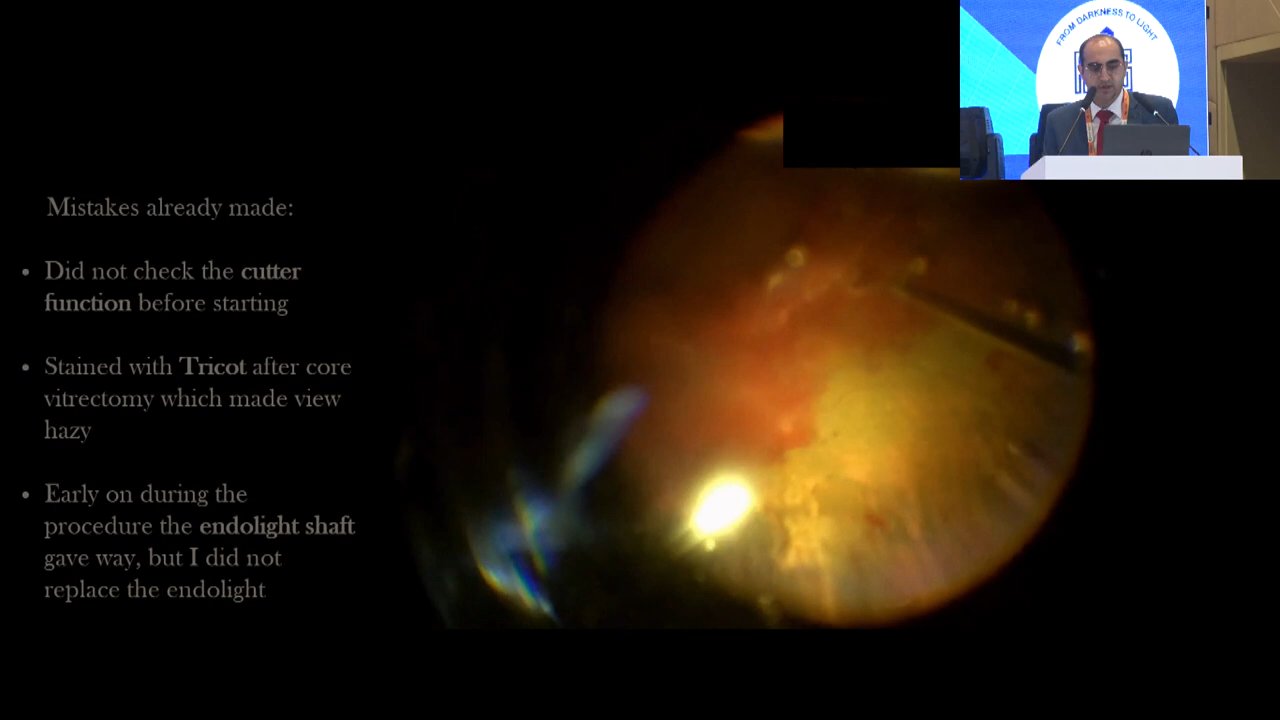 FROM DARKNESS TO LIGHT
Mistakes already made:
• Did not check the cutter
function before starting
• Stained with Tricot after core
vitrectomy which made view
hazy
• Early on during the
procedure the endolight shaft
gave way, but I did not
replace the endolight